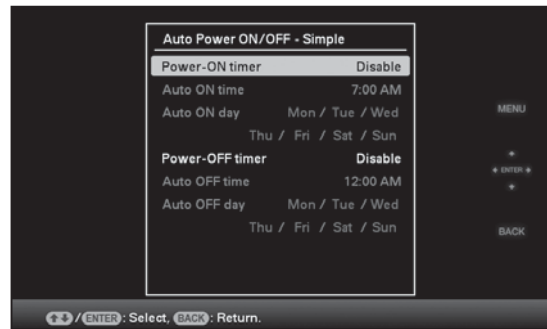 Auto Power ON/OFF - Simple
Power-ON timer Disable
Auto ON time 7:00 AM
Auto ON day Mon / Tue / Wed
Thu / Fri / Sat / Sun
Power-OFF timer Disable
Auto OFF time 12:00 AM
Auto OFF day Mon / Tue / Wed
Thu / Fri / Sat / Sun
MENU
ENTER
BACK
/ ENTER : Select, BACK : Return.